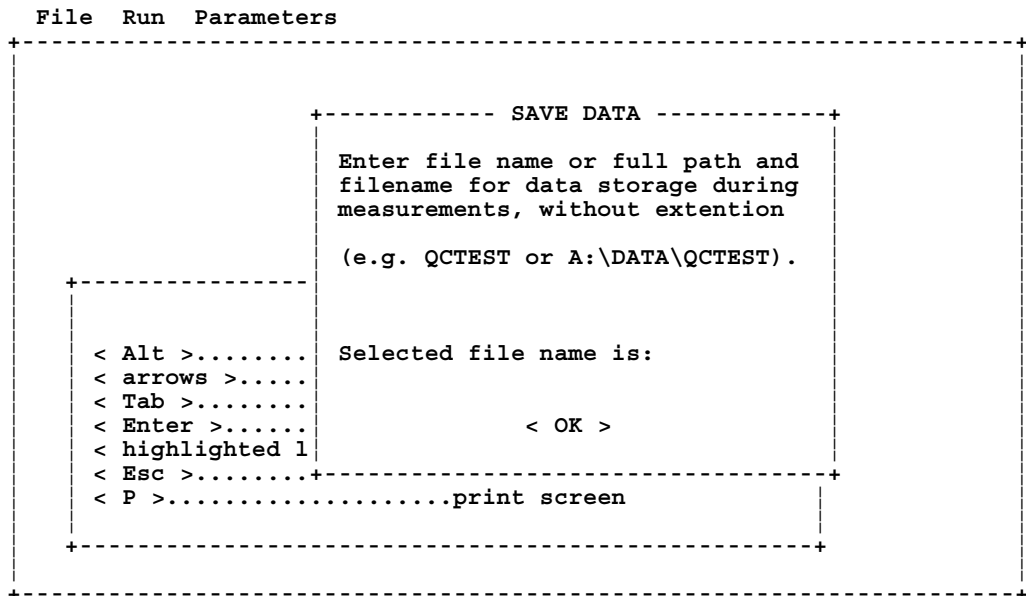 File Run Parameters
SAVE DATA
Enter file name or full path and
filename for data storage during
measurements, without extention
(e.g. QCTEST or A:\DATA\QCTEST).
Selected file name is:
< OK >
< Alt >........
< arrows >.....
< Tab >........
< Enter >......
< highlighted l
< Esc >........
< P >....................print screen